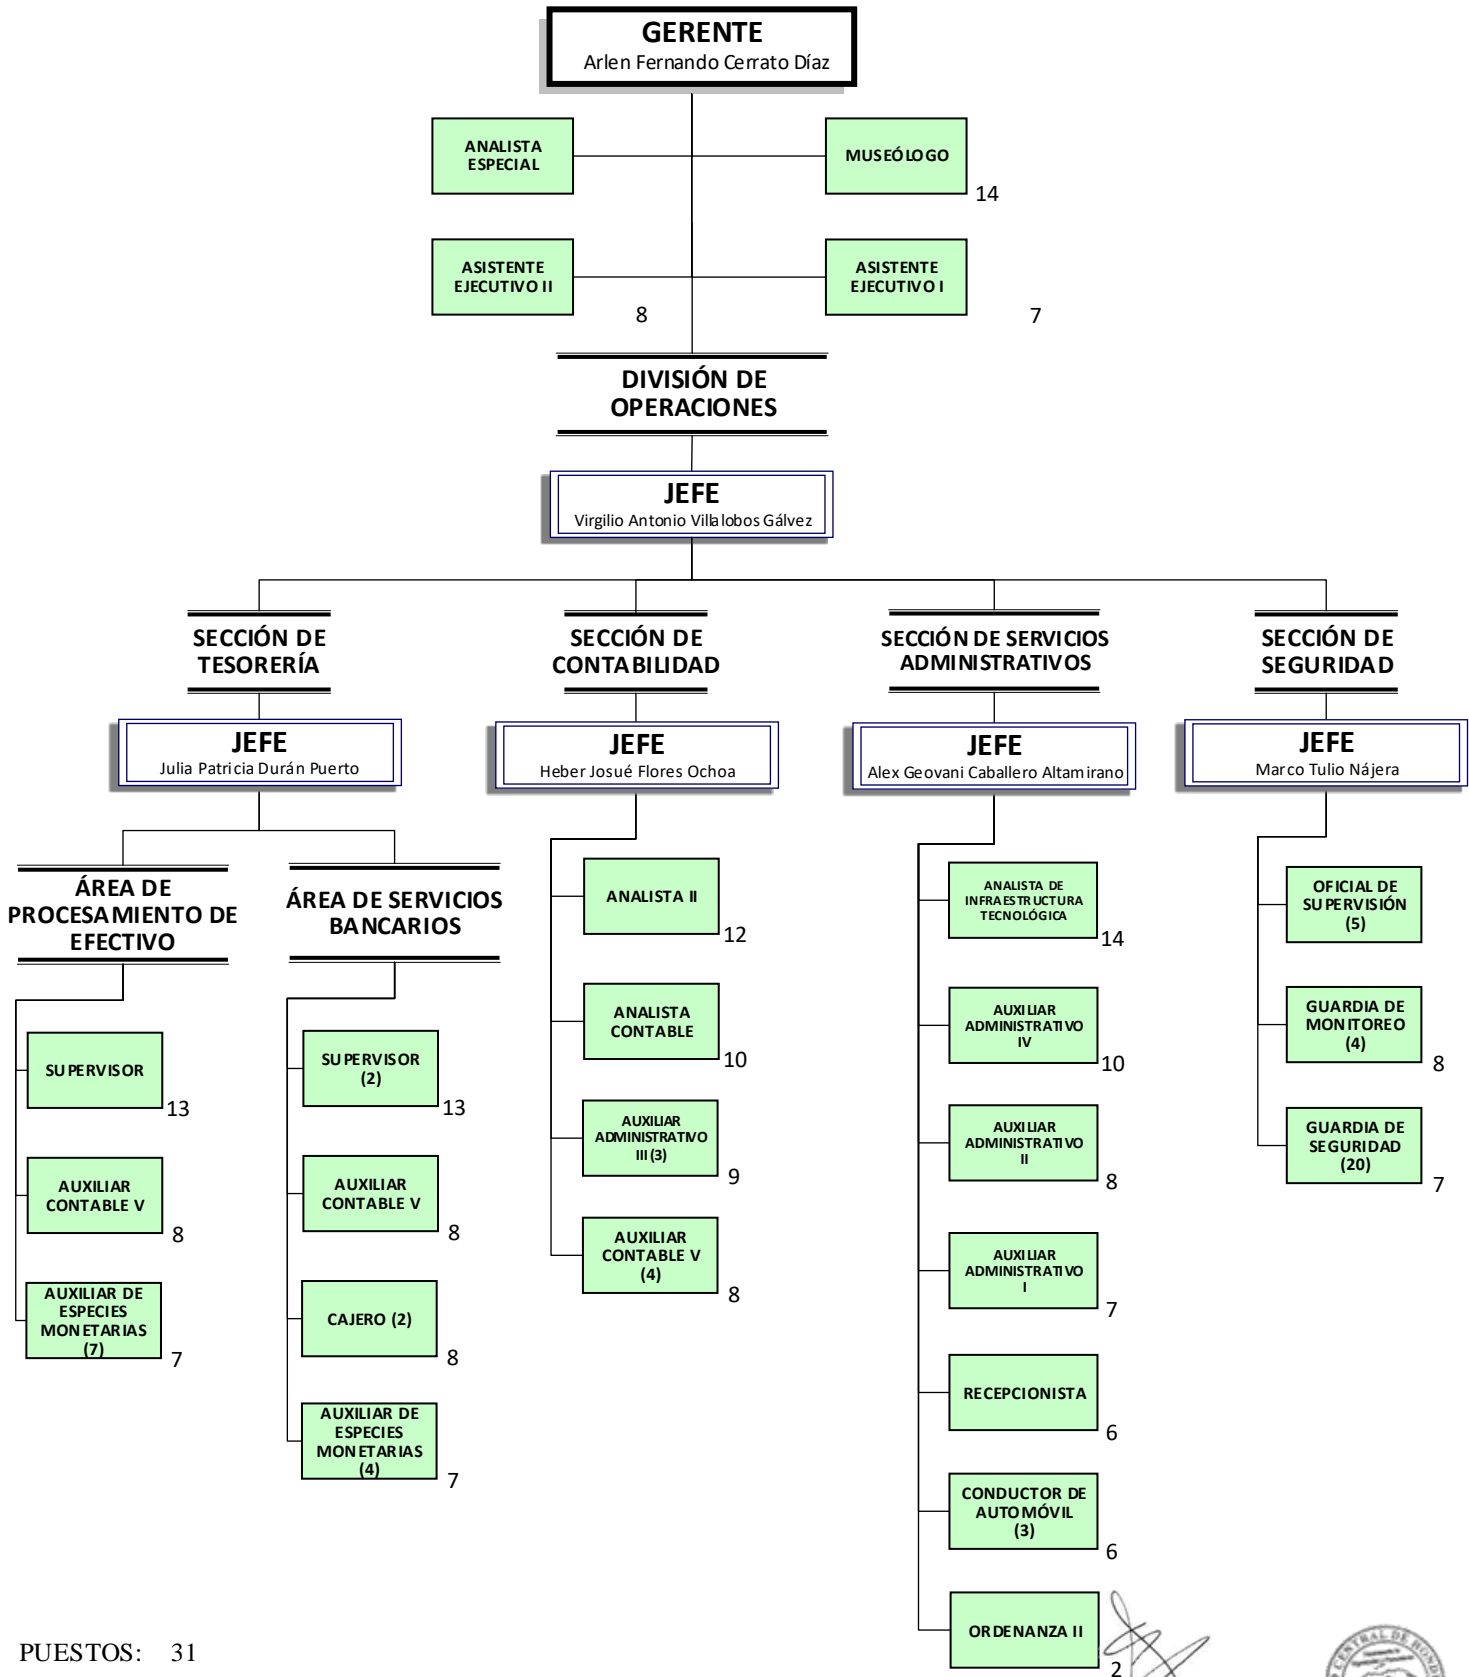 GERENTE
Arlen Fernando Cerrato Díaz
ANALISTA
ESPECIAL
MUSEÓLOGO
14
ASISTENTE
EJECUTIVO II
8
ASISTENTE
EJECUTIVO I
7
DIVISIÓN DE
OPERACIONES
JEFE
Virgilio Antonio Villalobos Gálvez
SECCIÓN DE
TESORERÍA
JEFE
Julia Patricia Durán Puerto
ÁREA DE
PROCESAMIENTO DE
EFECTIVO
SUPERVISOR
13
AUXILIAR
CONTABLE V
8
AUXILIAR DE
ESPECIES
MONETARIAS
(7)
7
ÁREA DE SERVICIOS
BANCARIOS
SUPERVISOR
(2)
13
AUXILIAR
CONTABLE V
8
CAJERO (2)
8
AUXILIAR DE
ESPECIES
MONETARIAS
(4)
7
SECCIÓN DE
CONTABILIDAD
JEFE
Heber Josué Flores Ochoa
ANALISTA II
12
ANALISTA
CONTABLE
10
AUXILIAR
ADMINISTRATIVO
III (3)
9
AUXILIAR
CONTABLE V
(4)
8
SECCIÓN DE SERVICIOS
ADMINISTRATIVOS
JEFE
Alex Geovani Caballero Altamirano
ANALISTA DE
INFRAESTRUCTURA
TECNOLÓGICA
14
AUXILIAR
ADMINISTRATIVO
IV
10
AUXILIAR
ADMINISTRATIVO
II
8
AUXILIAR
ADMINISTRATIVO
I
7
RECEPCIONISTA
6
CONDUCTOR DE
AUTOMÓVIL
(3)
6
ORDENANZA II
2
SECCIÓN DE
SEGURIDAD
JEFE
Marco Tulio Nájera
OFICIAL DE
SUPERVISIÓN
(5)
GUARDIA DE
MONITOREO
(4)
8
GUARDIA DE
SEGURIDAD
(20)
7
PUESTOS: 31
CENTRAL DE